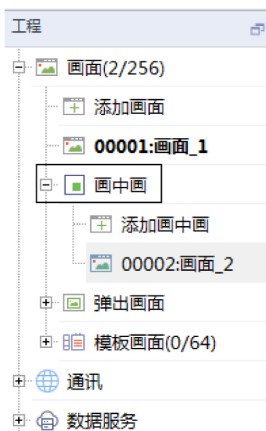 工程
画面(2/256)
添加画面
00001:画面_1
画中画
添加画中画
00002:画面_2
弹出画面
模板画面(0/64)
通讯
数据服务